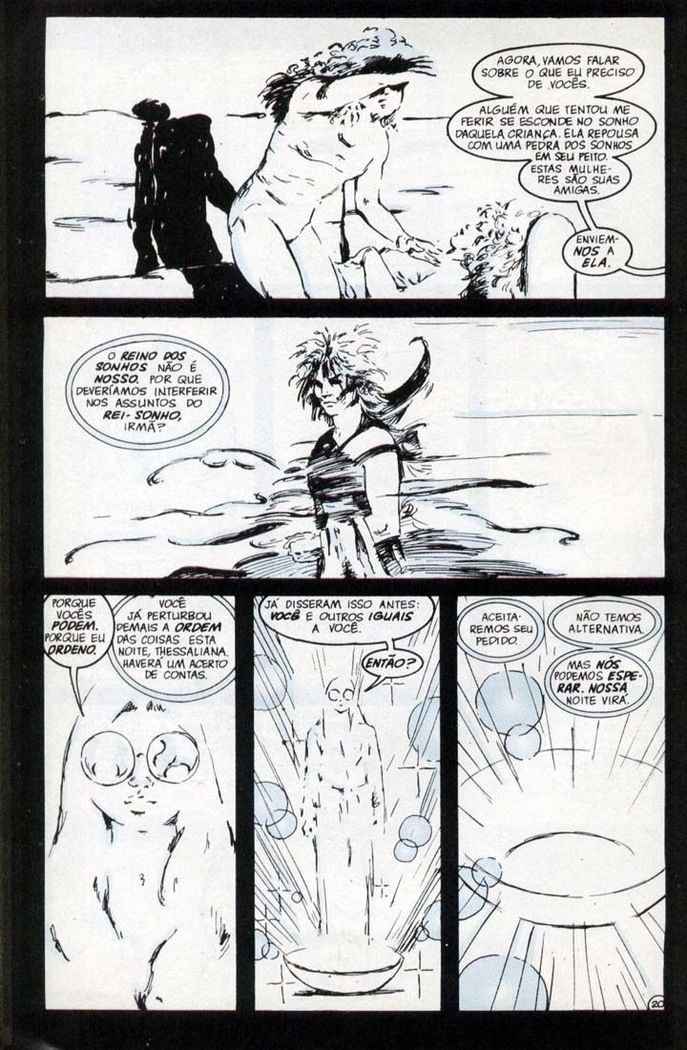 AGORA, VAMOS FALAR
SOBRE O QUE EU PRECISO
DE VOCÊS.
ALGUÉM QUE TENTOU ME
FERIR SE ESCONDE NO SONHO
DAQUELA CRIANÇA. ELA REPOUSA
COM UMA PEDRA DOS SONHOS
EM SEU PEITO.
ESTAS MULHE-
RES SÃO SUAS
AMIGAS.
ENVIEM-
NOS A
ELA.
O REINO DOS
SONHOS NÃO É
NOSSO. POR QUE
DEVERÍAMOS INTERFERIR
NOS ASSUNTOS DO
REI-SONHO,
IRMÃ?
PORQUE
VOCÊS
PODEM.
PORQUE EU
ORDENO.
VOCÊ
JÁ PERTURBOU
DEMAIS A ORDEM
DAS COISAS ESTA
NOITE, THESSALIANA.
HAVERÁ UM ACERTO
DE CONTAS.
JÁ DISSERAM ISSO ANTES:
VOCÊ E OUTROS IGUAIS
A VOCÊ.
ENTÃO?
ACEITA-
REMOS SEU
PEDIDO.
NÃO TEMOS
ALTERNATIVA.
MAS NÓS
PODEMOS ESPE-
RAR. NOSSA
NOITE VIRÁ.
20